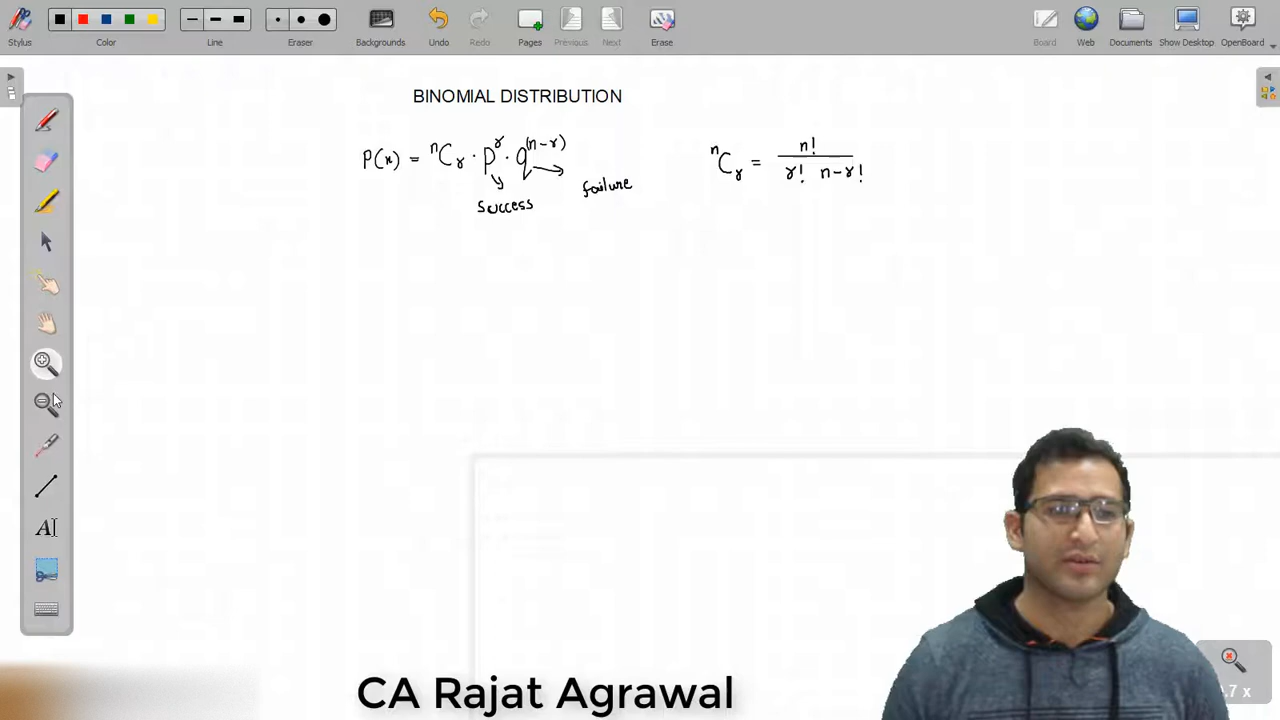 Stylus
Color
Line
Eraser
Backgrounds
Undo
Redo
Pages
Previous
Next
Erase
Board
Web
Documents
Show Desktop
OpenBoard
BINOMIAL DISTRIBUTION
P(x) = ⁿCᵣ · pʳ · q⁽ⁿ⁻ʳ⁾
success
failure
ⁿCᵣ = n!
r! n-r!
A
.7 x
CA Rajat Agrawal